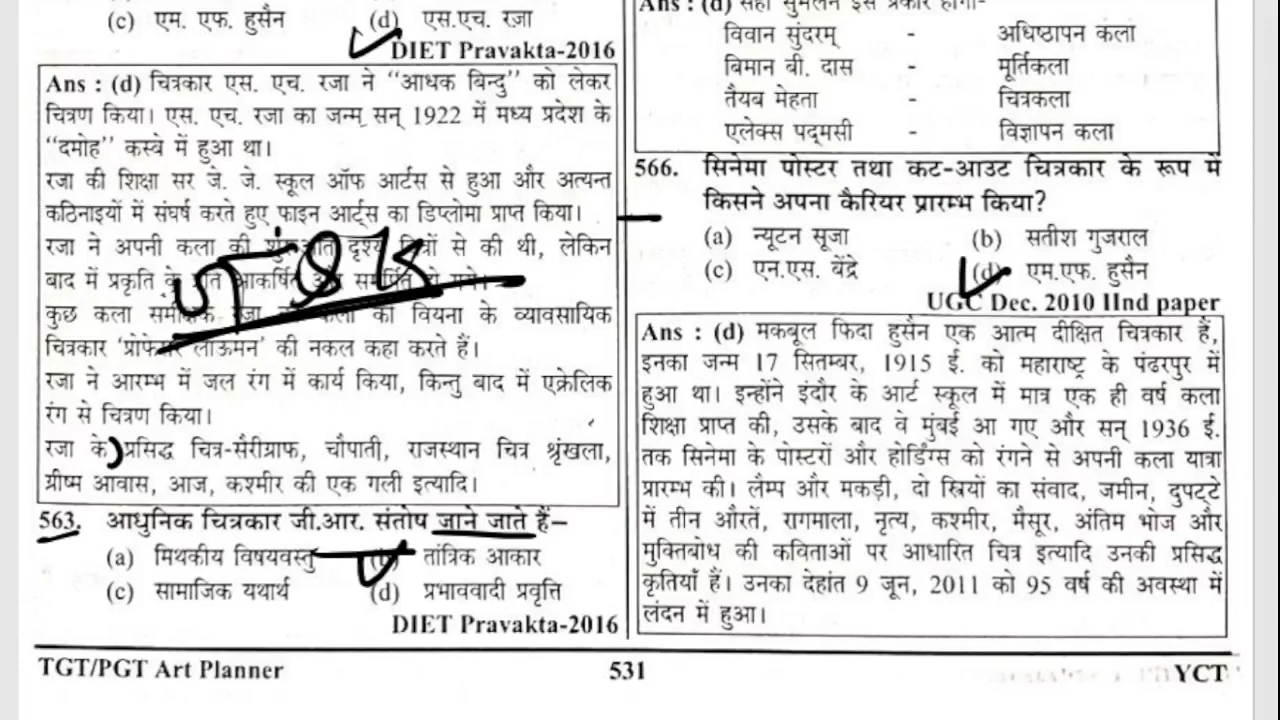 (c) एम. एफ. हुसैन (d) एस.एच. रजा
DIET Pravakta-2016
Ans : (d) चित्रकार एस. एच. रजा ने “आधक बिन्दु” को लेकर
चित्रण किया। एस. एच. रजा का जन्म सन् 1922 में मध्य प्रदेश के
“दमोह” कस्बे में हुआ था।
रजा की शिक्षा सर जे. जे. स्कूल ऑफ आर्टस से हुआ और अत्यन्त
कठिनाइयों में संघर्ष करते हुए फाइन आर्ट्स का डिप्लोमा प्राप्त किया।
रजा ने अपनी कला की दृश्य से की थी, लेकिन
बाद में प्रकृति के आकर्षित
कुछ कला की वियना के व्यावसायिक
चित्रकार लाऊमन’ की नकल कहा करते हैं।
रजा ने आरम्भ में जल रंग में कार्य किया, किन्तु बाद में एक्रेलिक
रंग से चित्रण किया।
रजा के प्रसिद्ध चित्र-सैरीग्राफ, चौपाती, राजस्थान चित्र श्रृंखला,
ग्रीष्म आवास, आज, कश्मीर की एक गली इत्यादि।
563. आधुनिक चित्रकार जी.आर. संतोष जाने जाते हैं–
(a) मिथकीय विषयवस्तु (b) तांत्रिक आकार
(c) सामाजिक यथार्थ (d) प्रभाववादी प्रवृत्ति
DIET Pravakta-2016
Ans : (d) सही सुमेलन इस प्रकार होगा-
विवान सुंदरम् - अधिष्ठापन कला
बिमान वी. दास - मूर्तिकला
तैयब मेहता - चित्रकला
एलेक्स पद्मसी - विज्ञापन कला
566. सिनेमा पोस्टर तथा कट-आउट चित्रकार के रूप में
किसने अपना कैरियर प्रारम्भ किया?
(a) न्यूटन सूजा (b) सतीश गुजराल
(c) एन.एस. बेंद्रे (d) एम.एफ. हुसैन
UGC Dec. 2010 IInd paper
Ans : (d) मकबूल फिदा हुसैन एक आत्म दीक्षित चित्रकार हैं,
इनका जन्म 17 सितम्बर, 1915 ई. को महाराष्ट्र के पंढरपुर में
हुआ था। इन्होंने इंदौर के आर्ट स्कूल में मात्र एक ही वर्ष कला
शिक्षा प्राप्त की, उसके बाद वे मुंबई आ गए और सन् 1936 ई.
तक सिनेमा के पोस्टरों और होर्डिंग्स को रंगने से अपनी कला यात्रा
प्रारम्भ की। लैम्प और मकड़ी, दो स्त्रियों का संवाद, जमीन, दुपट्टे
में तीन औरतें, रागमाला, नृत्य, कश्मीर, मैसूर, अंतिम भोज और
मुक्तिबोध की कविताओं पर आधारित चित्र इत्यादि उनकी प्रसिद्ध
कृतियाँ हैं। उनका देहांत 9 जून, 2011 को 95 वर्ष की अवस्था में
लंदन में हुआ।
TGT/PGT Art Planner 531 YCT